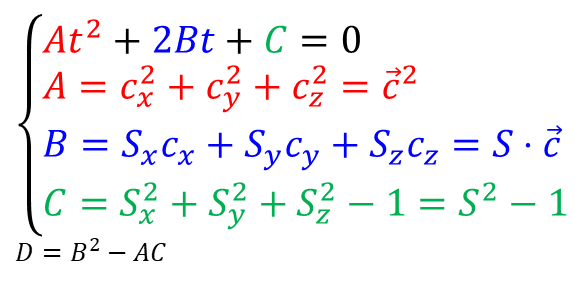 At² + 2Bt + C = 0
A = c_x² + c_y² + c_z² = c⃗²
B = S_x c_x + S_y c_y + S_z c_z = S · c⃗
C = S_x² + S_y² + S_z² − 1 = S² − 1
D = B² − AC